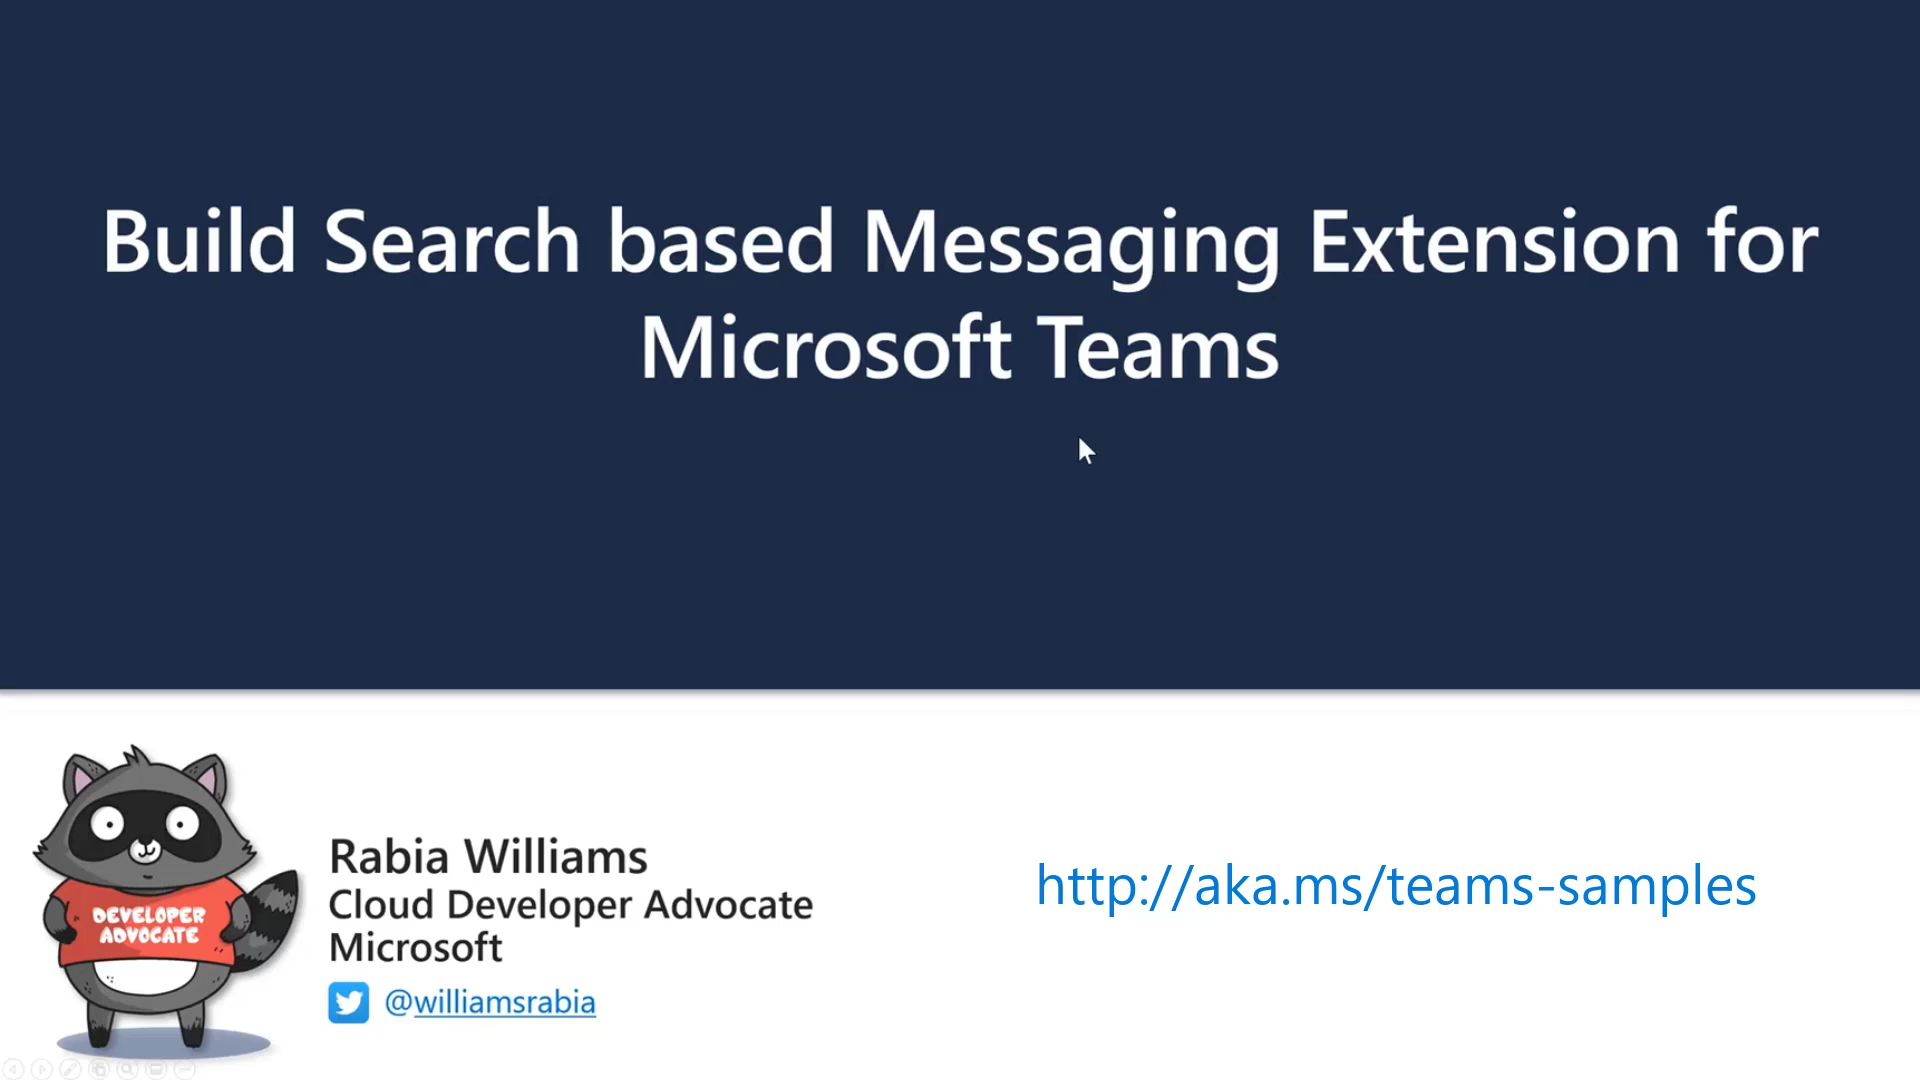 Build Search based Messaging Extension for
Microsoft Teams
DEVELOPER
ADVOCATE
Rabia Williams
Cloud Developer Advocate
Microsoft
@williamsrabia
http://aka.ms/teams-samples